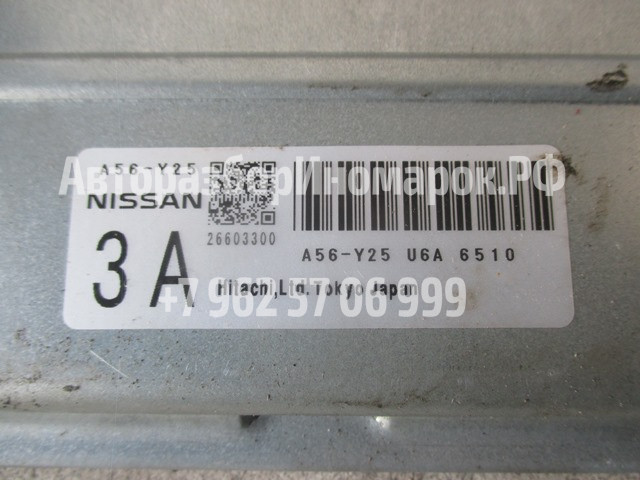 A56-Y25
NISSAN
26603300
3A
A56-Y25 U6A 6510
Hitachi,Ltd.Tokyo Japan
АвторазборИномарок.РФ
+7 962 57 06 999